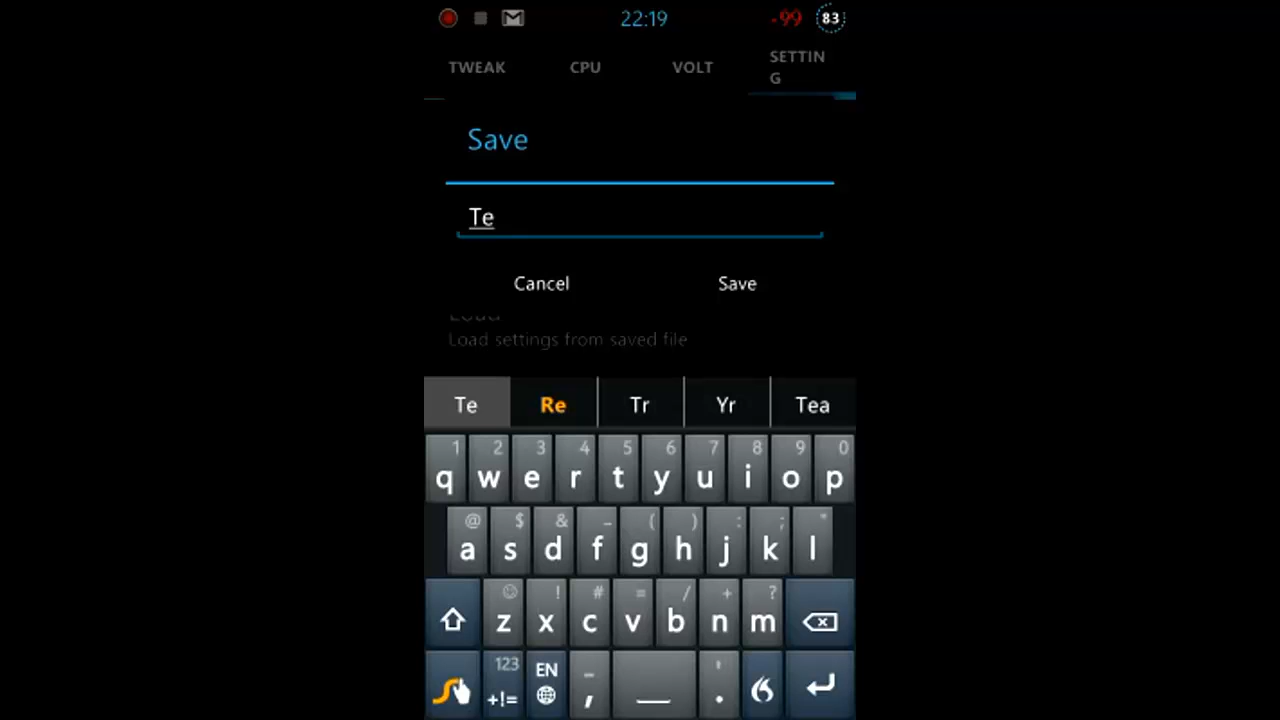 22:19 -99 83
TWEAK CPU VOLT SETTIN
G
Save
Te
Cancel Save
Load
Load settings from saved file
Te Re Tr Yr Tea
1 2 3 4 5 6 7 8 9 0
q w e r t y u i o p
@ $ & _ ( ) : ; "
a s d f g h j k l
! # = / + ?
z x c v b n m
123 EN - '
+!= , .